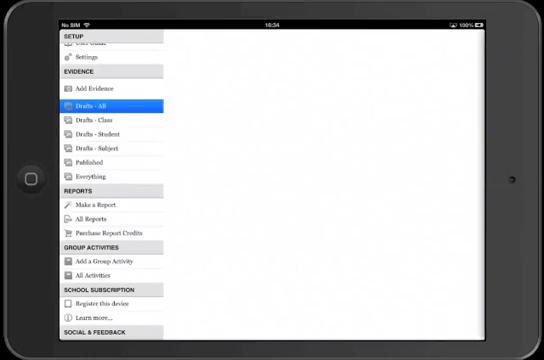 No SIM
16:34
100%
SETUP
User Guide
Settings
EVIDENCE
Add Evidence
Drafts - All
Drafts - Class
Drafts - Student
Drafts - Subject
Published
Everything
REPORTS
Make a Report
All Reports
Purchase Report Credits
GROUP ACTIVITIES
Add a Group Activity
All Activities
SCHOOL SUBSCRIPTION
Register this device
Learn more...
SOCIAL & FEEDBACK